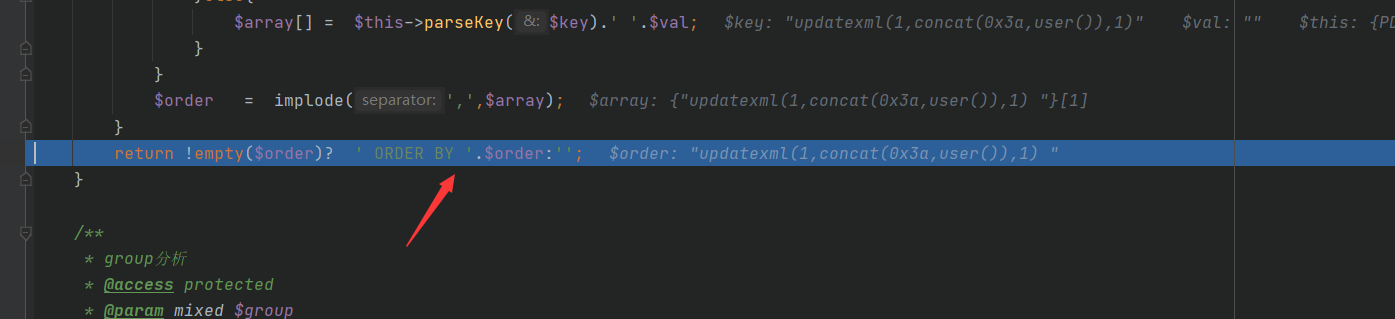 $array[] =  $this->parseKey( &: $key).' '.$val;   $key: "updatexml(1,concat(0x3a,user()),1)"    $val: ""    $this: {PD
}
}
$order   =  implode( separator: ',',$array);   $array: {"updatexml(1,concat(0x3a,user()),1) "}[1]
}
return !empty($order)?  ' ORDER BY '.$order:'';   $order: "updatexml(1,concat(0x3a,user()),1) "
}
/**
* group分析
* @access protected
* @param mixed $group